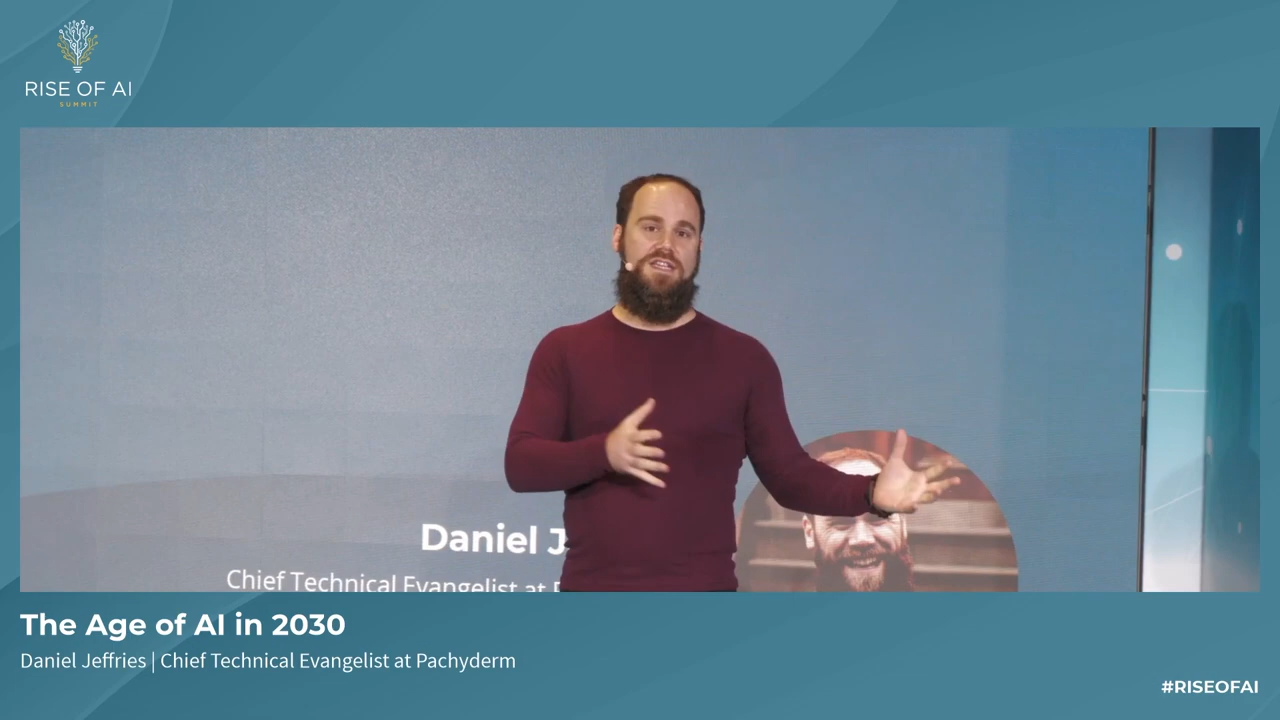 RISE OF AI
SUMMIT
Daniel J
Chief Technical Evangelist at
The Age of AI in 2030
Daniel Jeffries | Chief Technical Evangelist at Pachyderm
#RISEOFAI